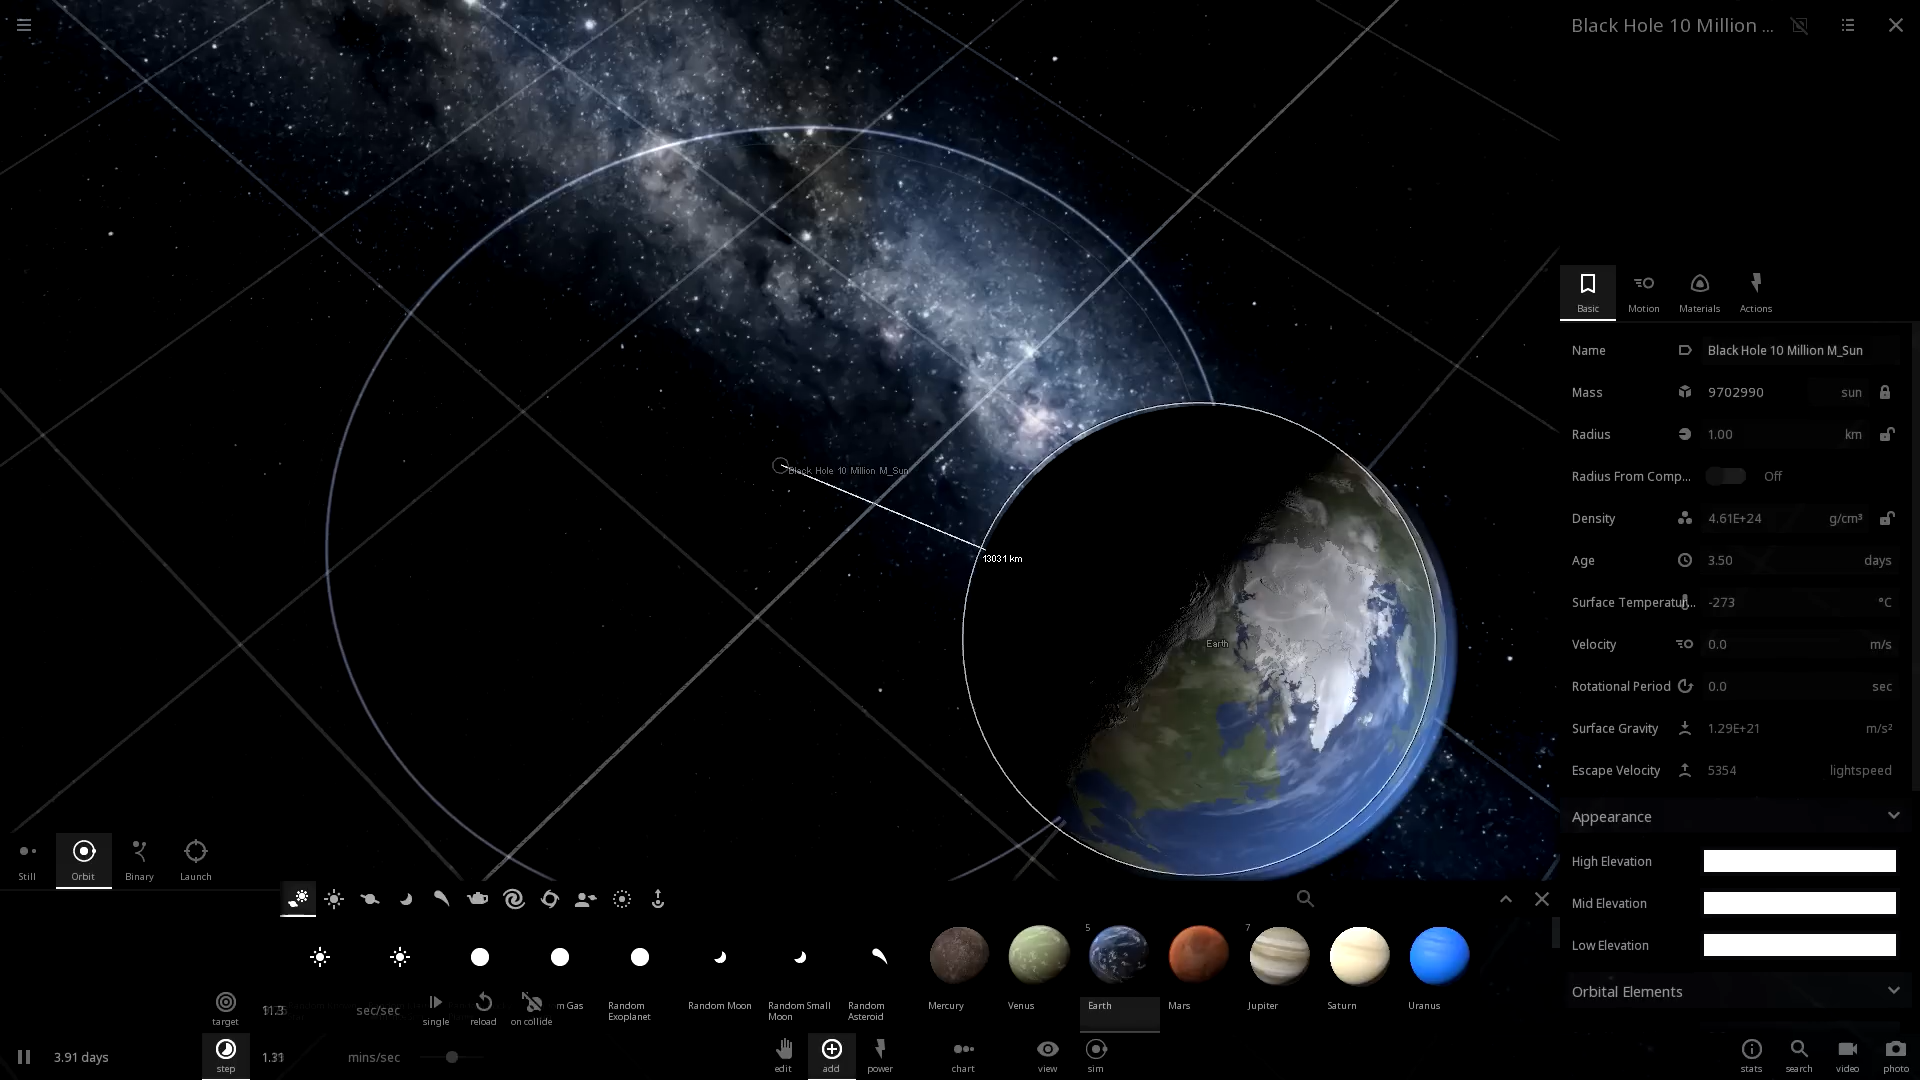 Black Hole 10 Million ...
Basic
Motion
Materials
Actions
Name
Black Hole 10 Million M_Sun
Mass
9702990
sun
Radius
1.00
km
Radius From Comp...
Off
Density
4.61E+24
g/cm³
Age
3.50
days
Surface Temperatur...
-273
°C
Velocity
0.0
m/s
Rotational Period
0.0
sec
Surface Gravity
1.29E+21
m/s²
Escape Velocity
5354
lightspeed
Appearance
High Elevation
Mid Elevation
Low Elevation
Orbital Elements
Black Hole 10 Million M_Sun
13031 km
Earth
Still
Orbit
Binary
Launch
5
7
m Gas
Random
Exoplanet
Random Moon
Random Small
Moon
Random
Asteroid
Mercury
Venus
Earth
Mars
Jupiter
Saturn
Uranus
target
sec/sec
single
reload
on collide
3.91 days
step
mins/sec
edit
add
power
chart
view
sim
stats
search
video
photo